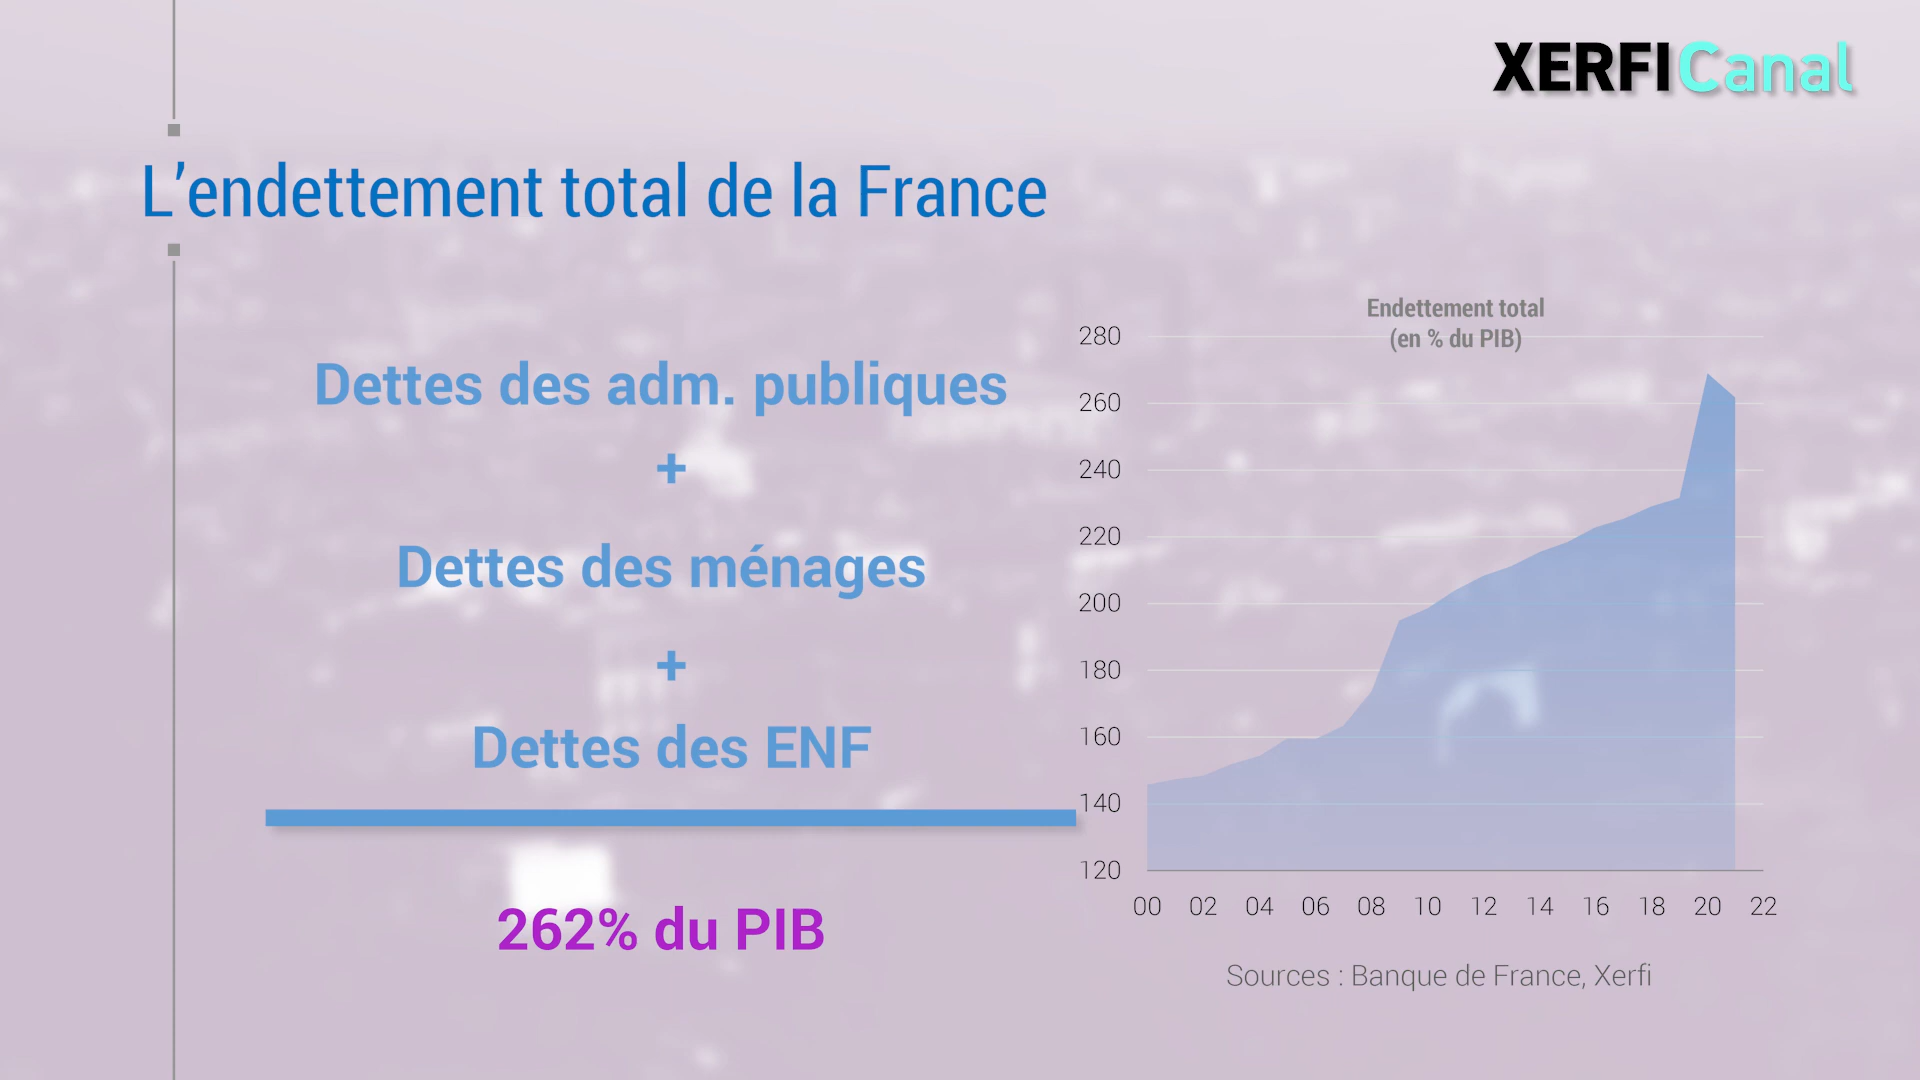 XERFI Canal
L’endettement total de la France
Dettes des adm. publiques
+
Dettes des ménages
+
Dettes des ENF
262% du PIB
Endettement total
(en % du PIB)
280
260
240
220
200
180
160
140
120
00 02 04 06 08 10 12 14 16 18 20 22
Sources : Banque de France, Xerfi